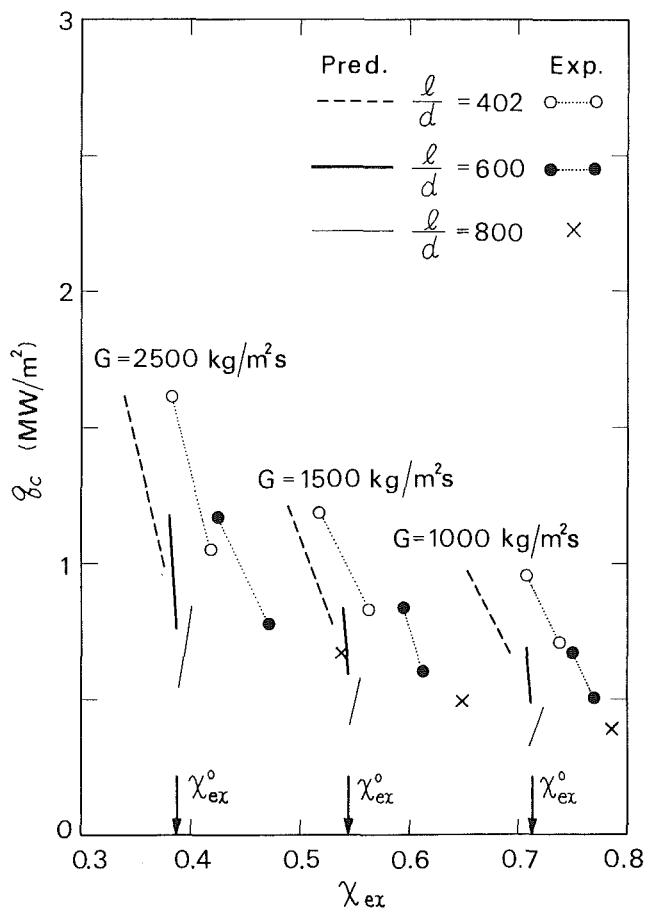 3
Pred. Exp.
ℓ/d = 402
ℓ/d = 600
ℓ/d = 800
2
G = 2500 kg/m²s
G = 1500 kg/m²s
G = 1000 kg/m²s
q_c (MW/m²)
1
χ°ex χ°ex χ°ex
0
0.3 0.4 0.5 0.6 0.7 0.8
χex